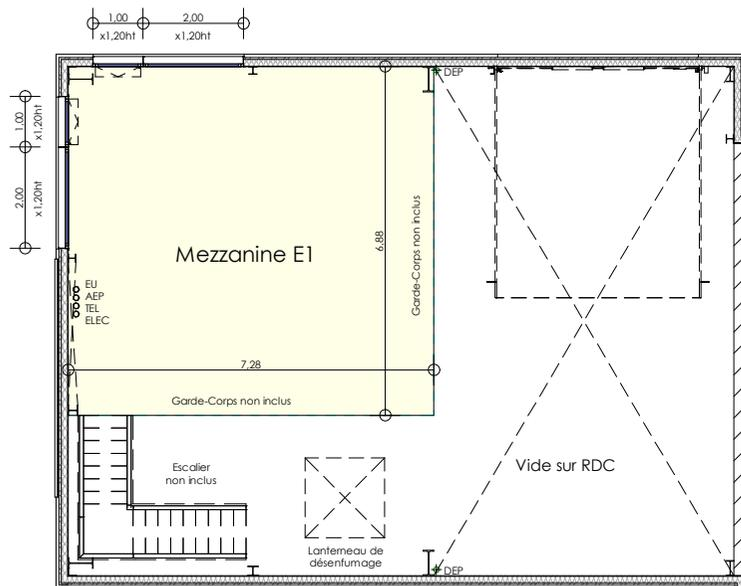 1,00
2,00
x1,20ht
x1,20ht
DEP
1,00
x1,20ht
2,00
x1,20ht
Mezzanine E1
6,88
Garde-Corps non inclus
EU
AEP
TEL
ELEC
7,28
Garde-Corps non inclus
Escalier
non inclus
Vide sur RDC
Lanterneau de
désenfumage
DEP